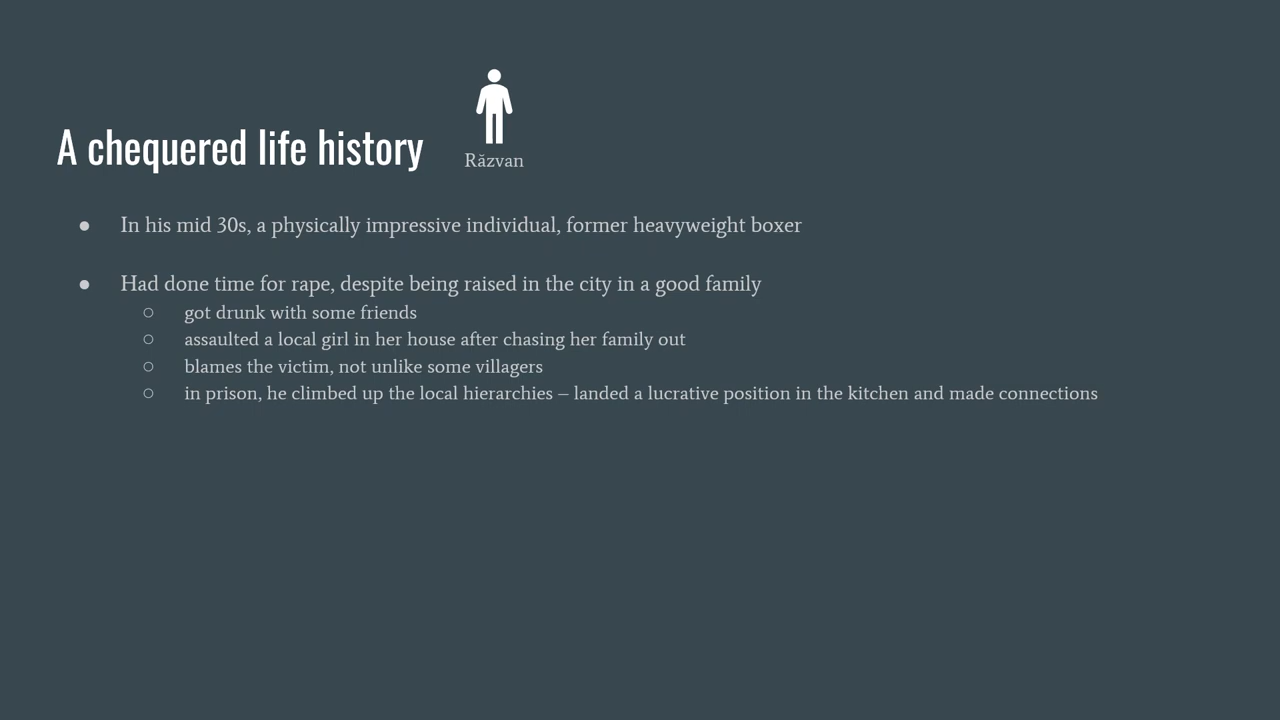 A chequered life history
Răzvan
● In his mid 30s, a physically impressive individual, former heavyweight boxer
● Had done time for rape, despite being raised in the city in a good family
○ got drunk with some friends
○ assaulted a local girl in her house after chasing her family out
○ blames the victim, not unlike some villagers
○ in prison, he climbed up the local hierarchies – landed a lucrative position in the kitchen and made connections